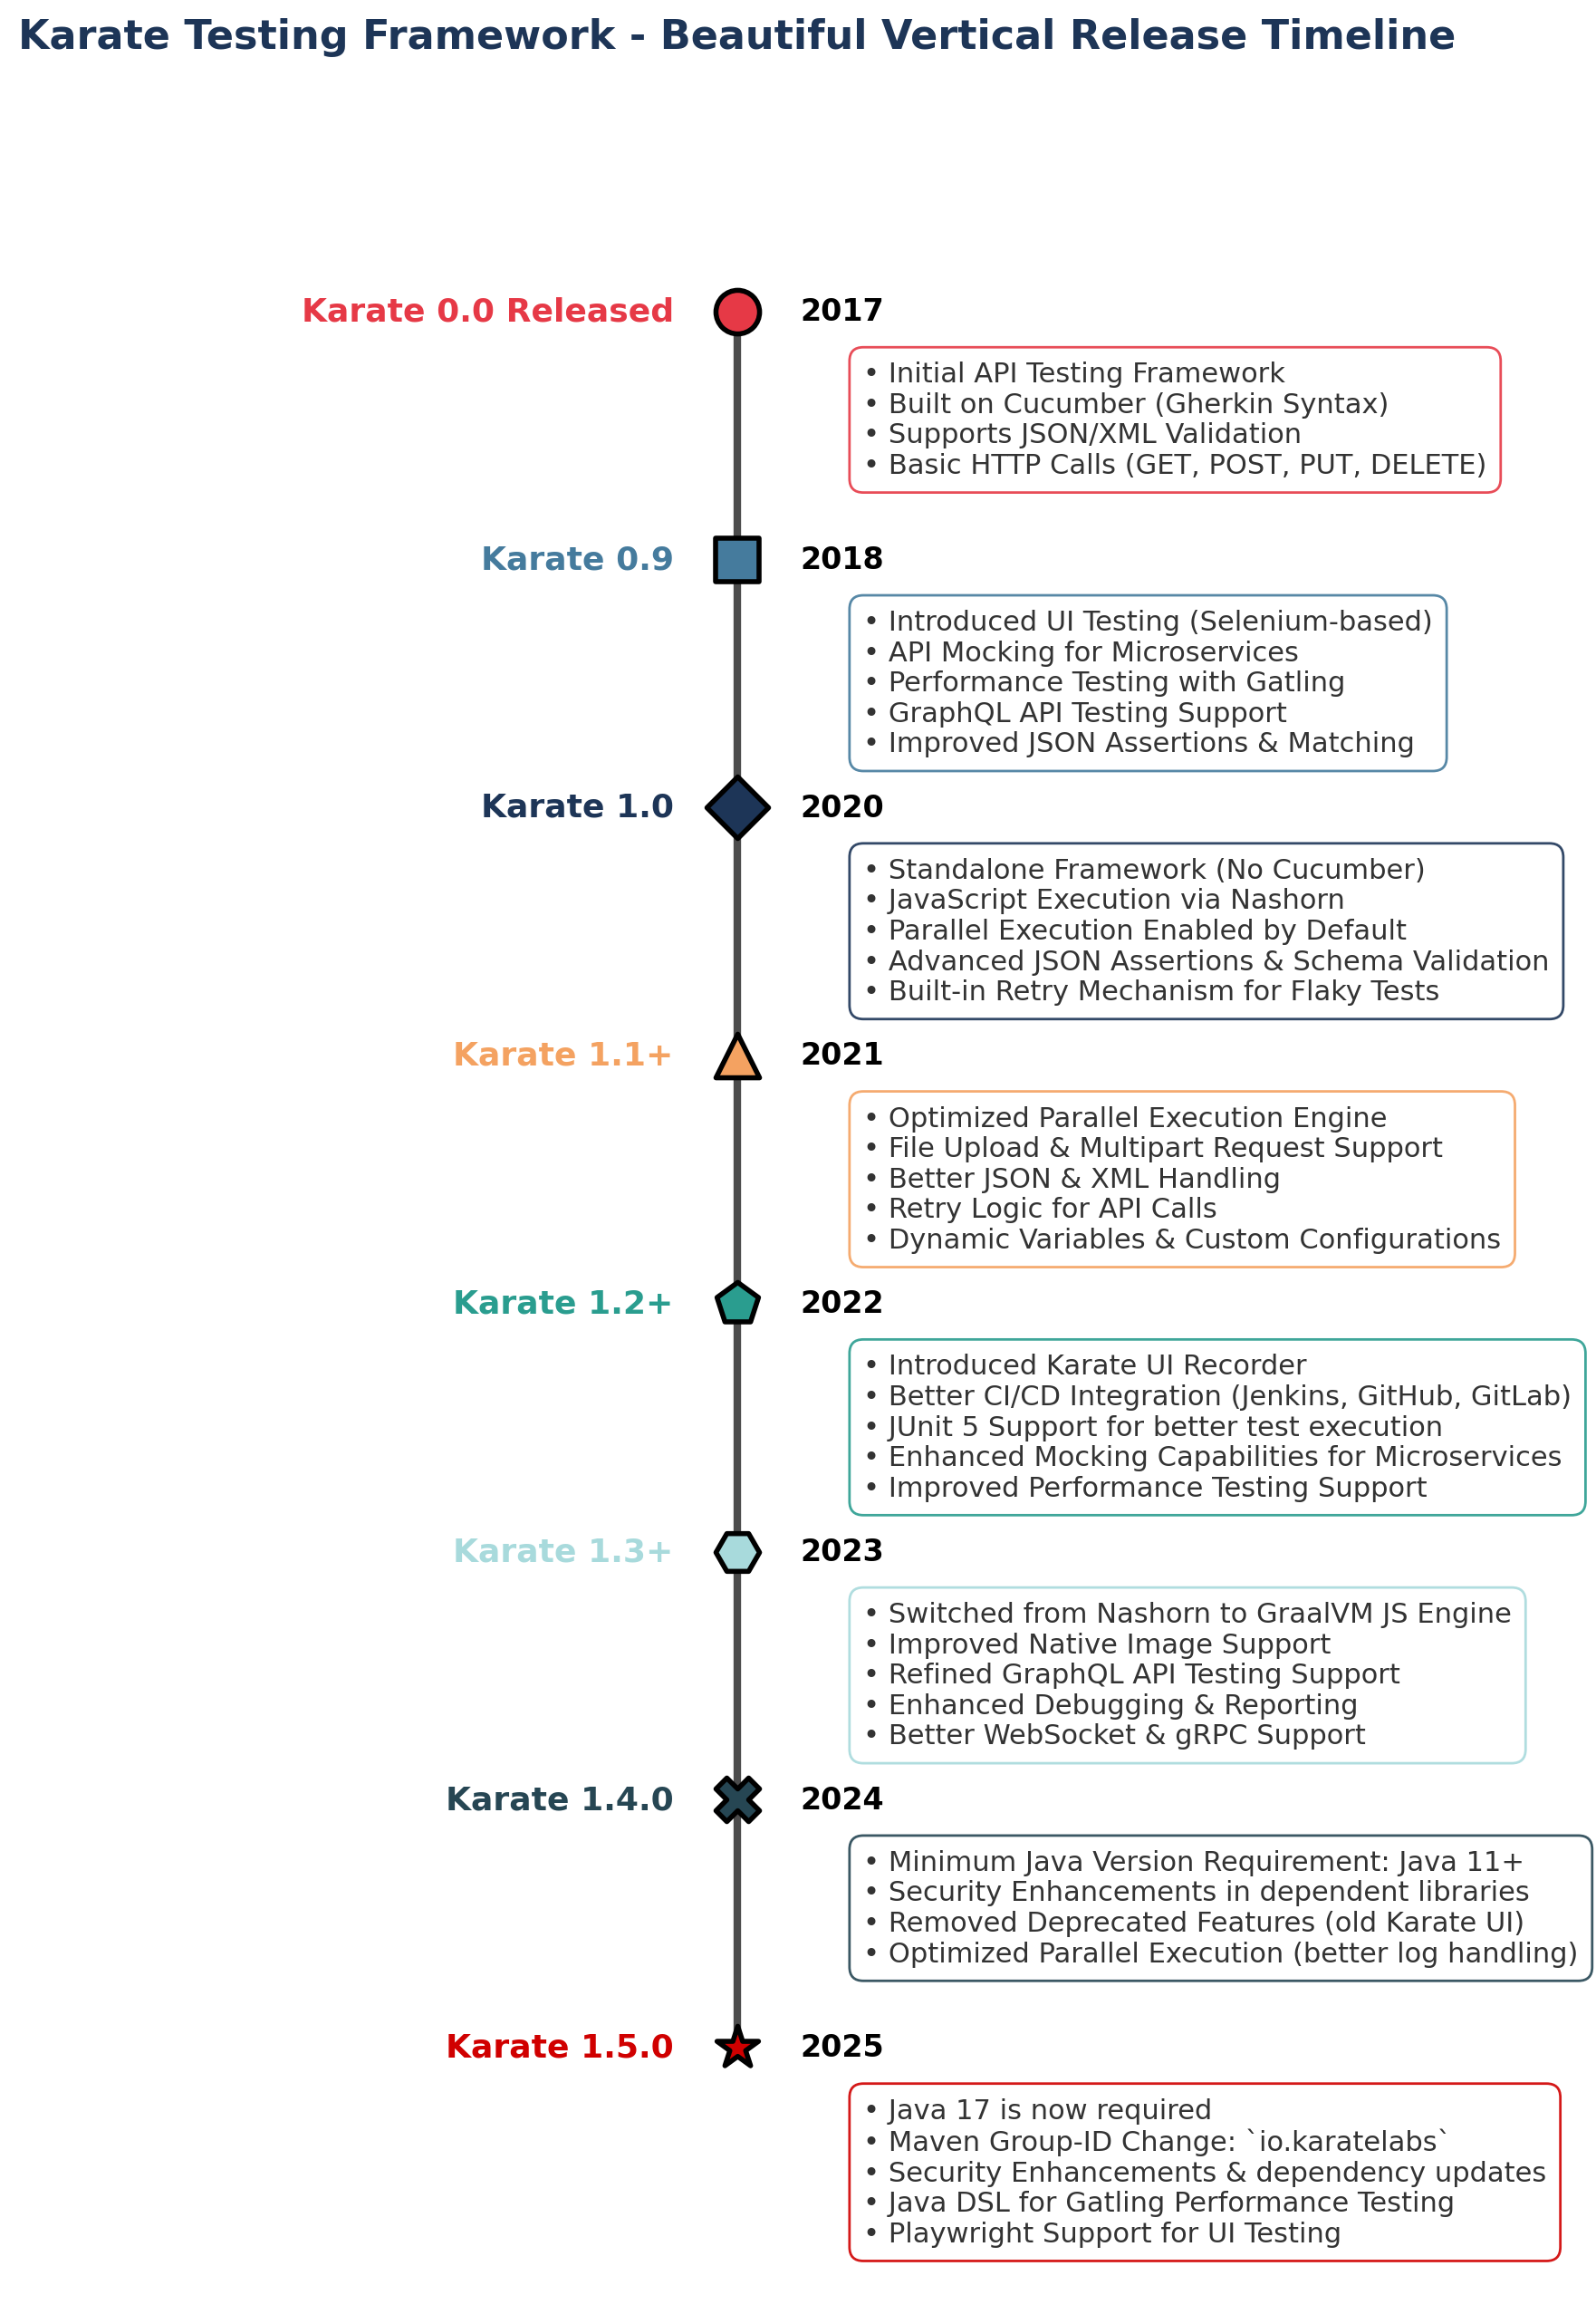 Karate Testing Framework - Beautiful Vertical Release Timeline
Karate 0.0 Released
2017
• Initial API Testing Framework
• Built on Cucumber (Gherkin Syntax)
• Supports JSON/XML Validation
• Basic HTTP Calls (GET, POST, PUT, DELETE)
Karate 0.9
2018
• Introduced UI Testing (Selenium-based)
• API Mocking for Microservices
• Performance Testing with Gatling
• GraphQL API Testing Support
• Improved JSON Assertions & Matching
Karate 1.0
2020
• Standalone Framework (No Cucumber)
• JavaScript Execution via Nashorn
• Parallel Execution Enabled by Default
• Advanced JSON Assertions & Schema Validation
• Built-in Retry Mechanism for Flaky Tests
Karate 1.1+
2021
• Optimized Parallel Execution Engine
• File Upload & Multipart Request Support
• Better JSON & XML Handling
• Retry Logic for API Calls
• Dynamic Variables & Custom Configurations
Karate 1.2+
2022
• Introduced Karate UI Recorder
• Better CI/CD Integration (Jenkins, GitHub, GitLab)
• JUnit 5 Support for better test execution
• Enhanced Mocking Capabilities for Microservices
• Improved Performance Testing Support
Karate 1.3+
2023
• Switched from Nashorn to GraalVM JS Engine
• Improved Native Image Support
• Refined GraphQL API Testing Support
• Enhanced Debugging & Reporting
• Better WebSocket & gRPC Support
Karate 1.4.0
2024
• Minimum Java Version Requirement: Java 11+
• Security Enhancements in dependent libraries
• Removed Deprecated Features (old Karate UI)
• Optimized Parallel Execution (better log handling)
Karate 1.5.0
2025
• Java 17 is now required
• Maven Group-ID Change: `io.karatelabs`
• Security Enhancements & dependency updates
• Java DSL for Gatling Performance Testing
• Playwright Support for UI Testing